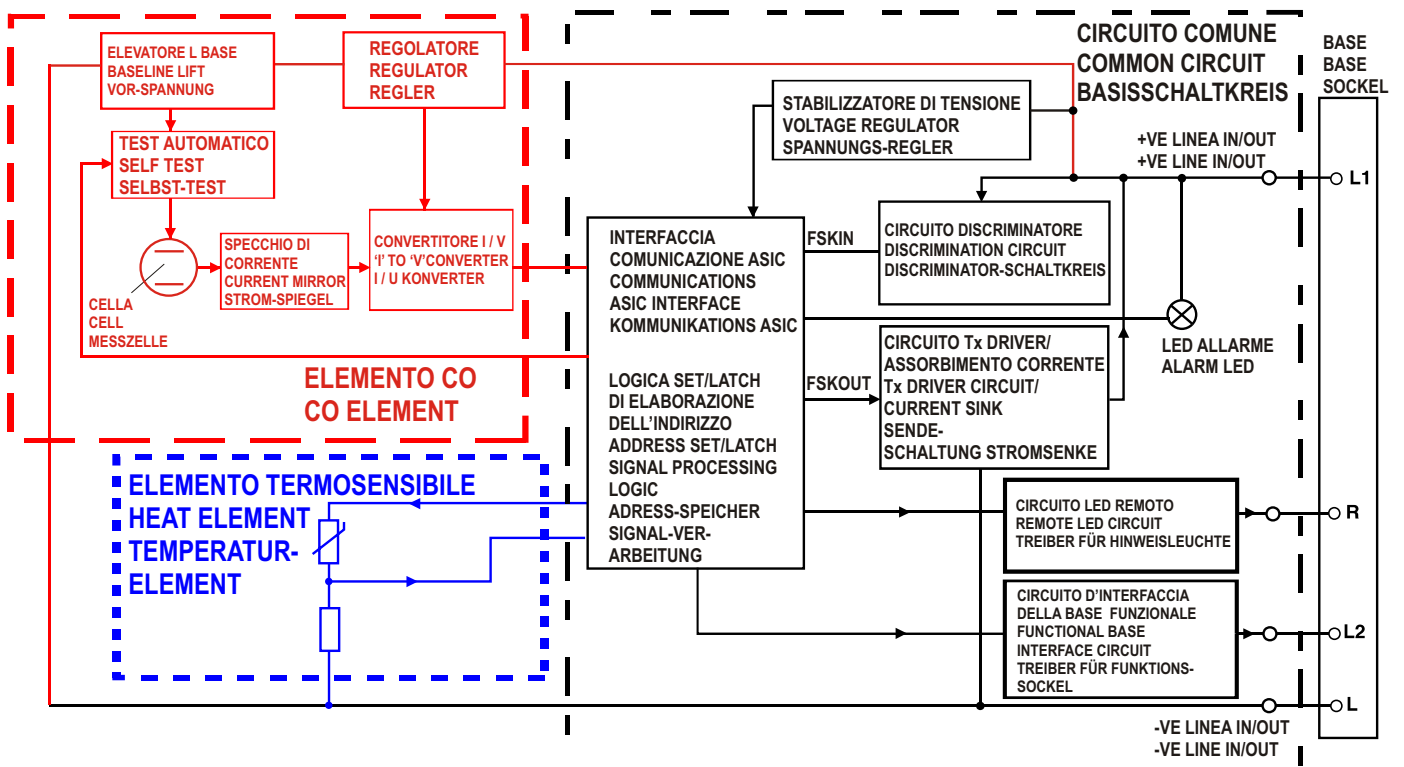 ELEVATORE L BASE
BASELINE LIFT
VOR-SPANNUNG
REGOLATORE
REGULATOR
REGLER
TEST AUTOMATICO
SELF TEST
SELBST-TEST
SPECCHIO DI
CORRENTE
CURRENT MIRROR
STROM-SPIEGEL
CONVERTITORE I / V
'I' TO 'V'CONVERTER
I / U KONVERTER
CELLA
CELL
MESSZELLE
ELEMENTO CO
CO ELEMENT
ELEMENTO TERMOSENSIBILE
HEAT ELEMENT
TEMPERATUR-
ELEMENT
CIRCUITO COMUNE
COMMON CIRCUIT
BASISSCHALTKREIS
STABILIZZATORE DI TENSIONE
VOLTAGE REGULATOR
SPANNUNGS-REGLER
INTERFACCIA
COMUNICAZIONE ASIC
COMMUNICATIONS
ASIC INTERFACE
KOMMUNIKATIONS ASIC
LOGICA SET/LATCH
DI ELABORAZIONE
DELL'INDIRIZZO
ADDRESS SET/LATCH
SIGNAL PROCESSING
LOGIC
ADRESS-SPEICHER
SIGNAL-VER-
ARBEITUNG
FSKIN
CIRCUITO DISCRIMINATORE
DISCRIMINATION CIRCUIT
DISCRIMINATOR-SCHALTKREIS
FSKOUT
CIRCUITO Tx DRIVER/
ASSORBIMENTO CORRENTE
Tx DRIVER CIRCUIT/
CURRENT SINK
SENDE-
SCHALTUNG STROMSENKE
LED ALLARME
ALARM LED
CIRCUITO LED REMOTO
REMOTE LED CIRCUIT
TREIBER FÜR HINWEISLEUCHTE
CIRCUITO D'INTERFACCIA
DELLA BASE FUNZIONALE
FUNCTIONAL BASE
INTERFACE CIRCUIT
TREIBER FÜR FUNKTIONS-
SOCKEL
+VE LINEA IN/OUT
+VE LINE IN/OUT
-VE LINEA IN/OUT
-VE LINE IN/OUT
BASE
BASE
SOCKEL
L1
R
L2
L